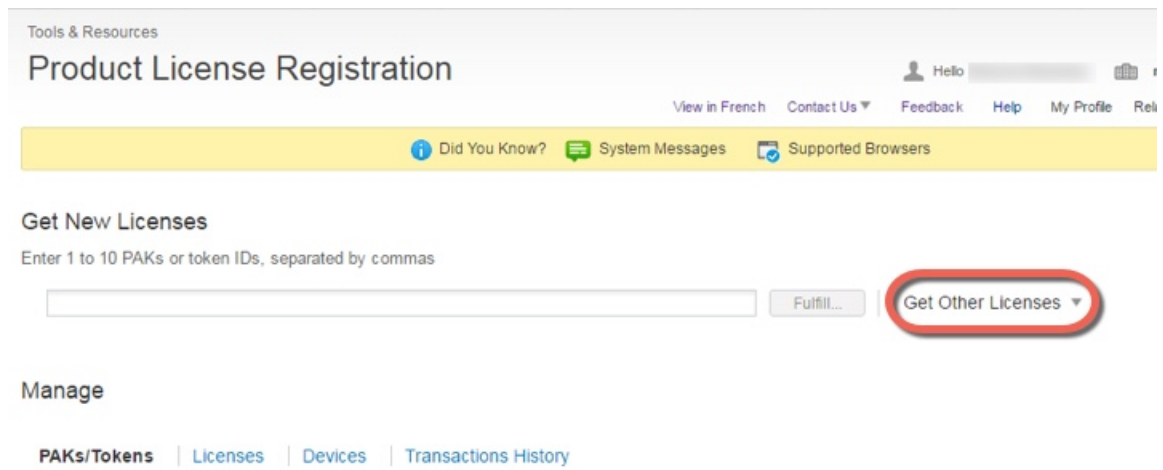 Tools & Resources
Product License Registration
Hello
View in French Contact Us Feedback Help My Profile
Did You Know? System Messages Supported Browsers
Get New Licenses
Enter 1 to 10 PAKs or token IDs, separated by commas
Fulfill... Get Other Licenses
Manage
PAKs/Tokens Licenses Devices Transactions History